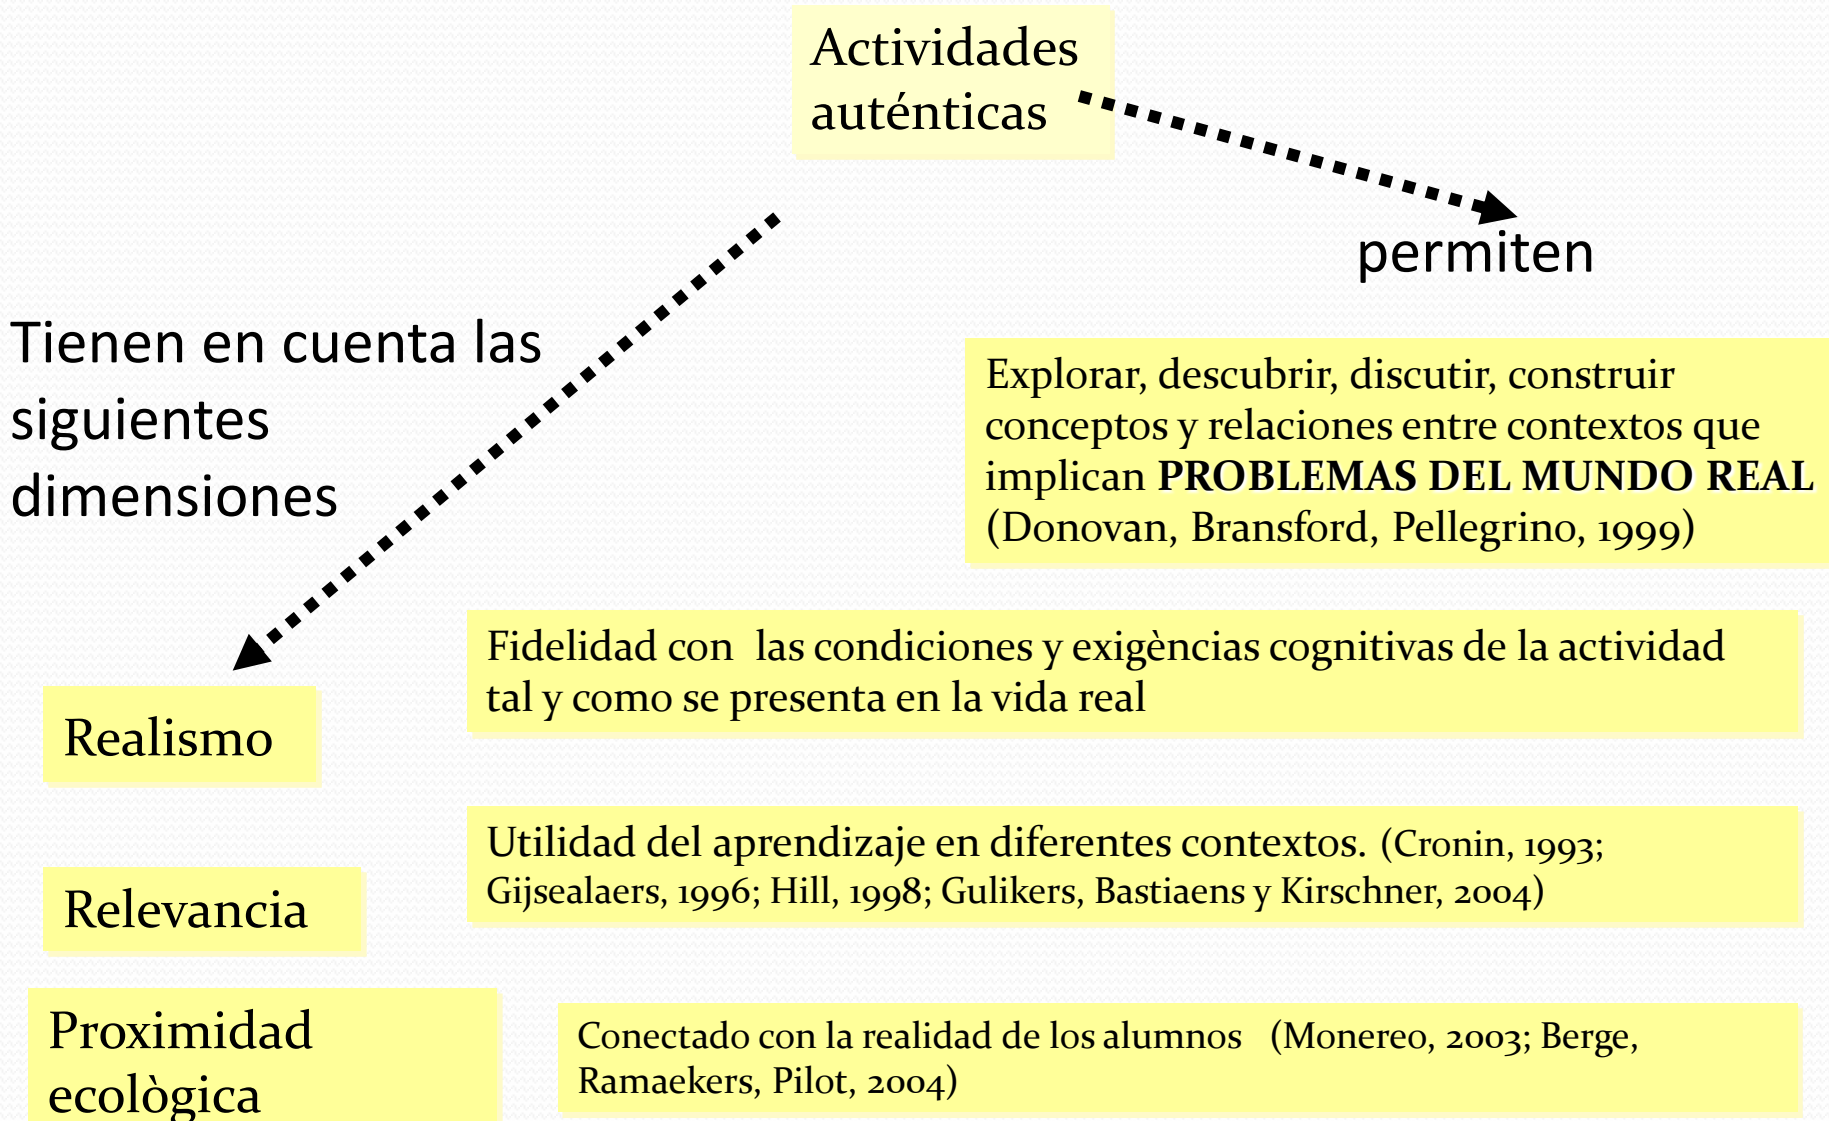 Actividades
auténticas
permiten
Tienen en cuenta las
siguientes
dimensiones
Explorar, descubrir, discutir, construir
conceptos y relaciones entre contextos que
implican PROBLEMAS DEL MUNDO REAL
(Donovan, Bransford, Pellegrino, 1999)
Realismo
Fidelidad con las condiciones y exigèncias cognitivas de la actividad
tal y como se presenta en la vida real
Relevancia
Utilidad del aprendizaje en diferentes contextos. (Cronin, 1993;
Gijsealaers, 1996; Hill, 1998; Gulikers, Bastiaens y Kirschner, 2004)
Proximidad
ecològica
Conectado con la realidad de los alumnos (Monereo, 2003; Berge,
Ramaekers, Pilot, 2004)